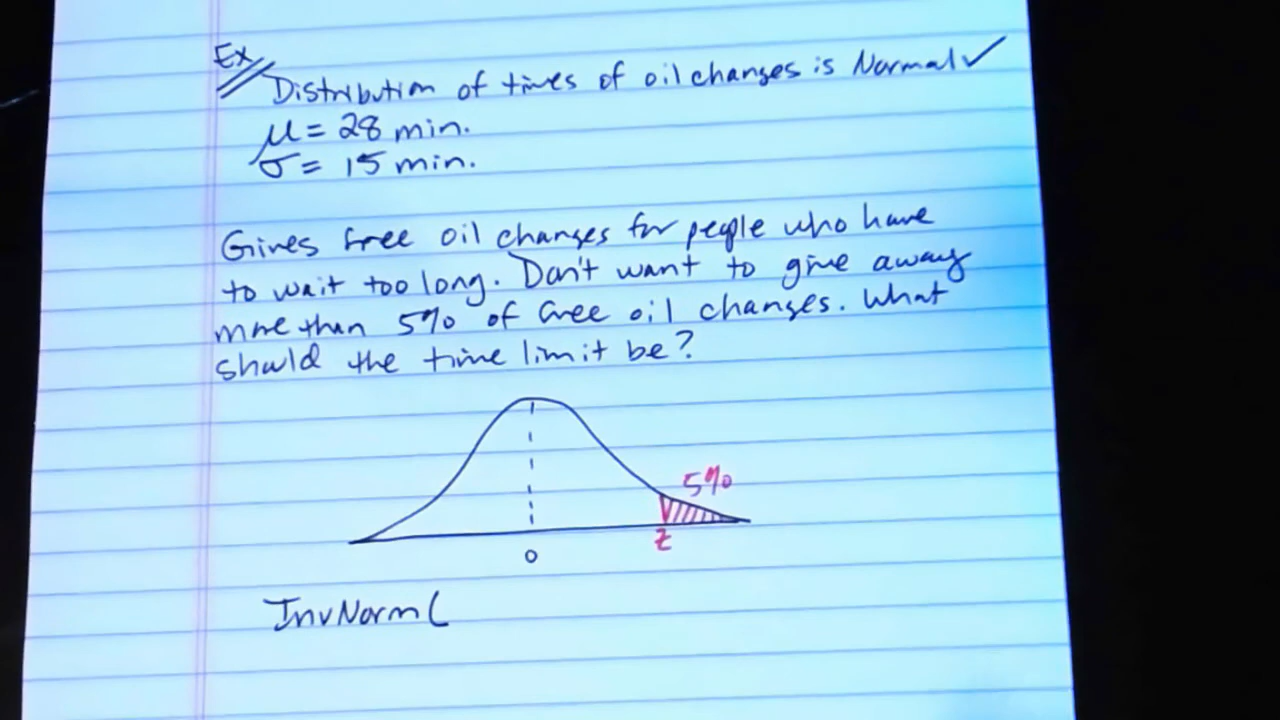 Ex
Distribution of times of oil changes is Normal ✓
μ = 28 min.
σ = 15 min.
Gives free oil changes for people who have
to wait too long. Don't want to give away
more than 5% of free oil changes. What
should the time limit be?
5%
z
0
InvNorm(